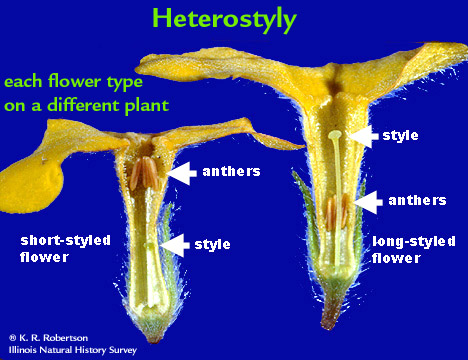 Heterostyly
each flower type
on a different plant
style
anthers
anthers
short-styled
flower
style
long-styled
flower
® K. R. Robertson
Illinois Natural History Survey